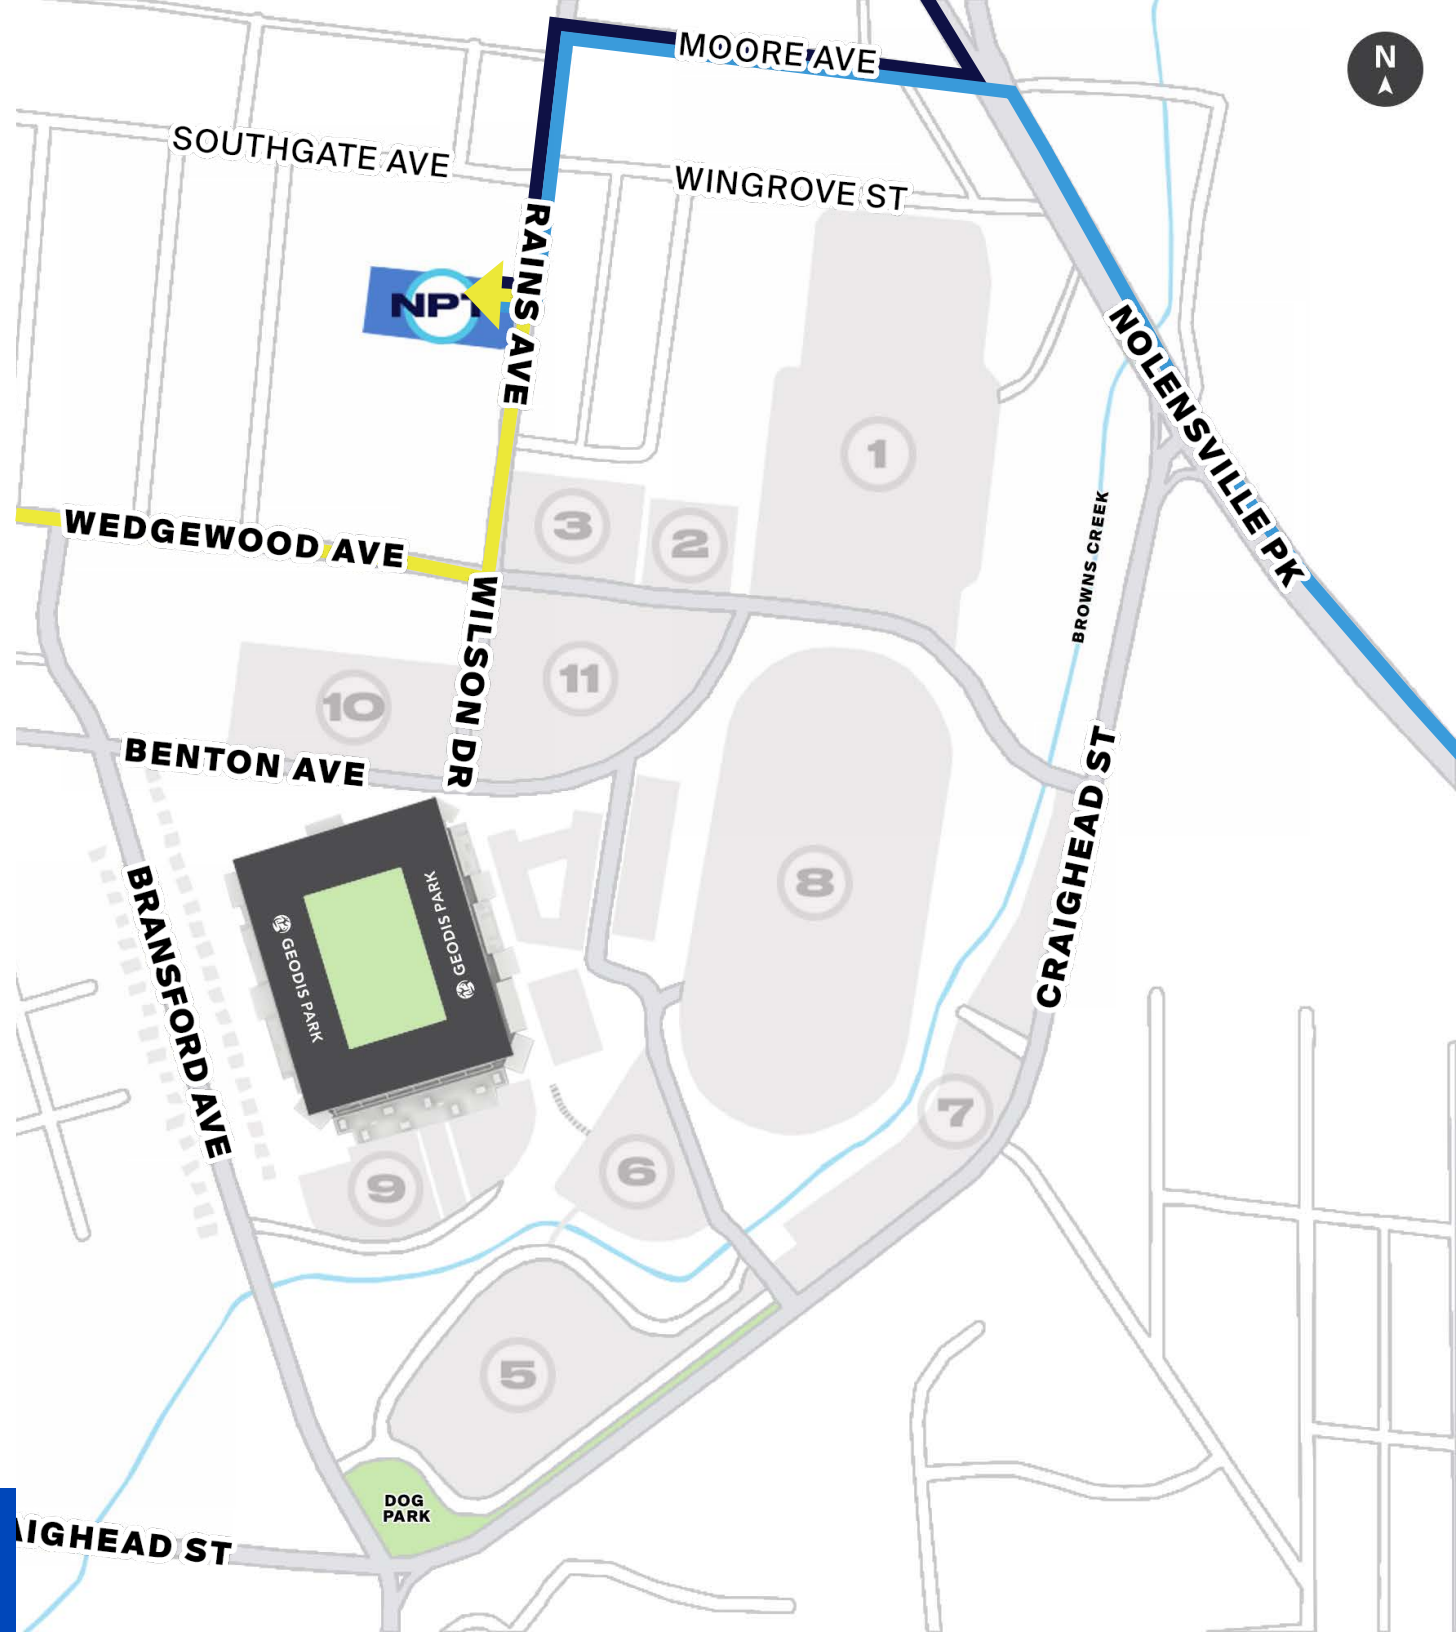 N
MOORE AVE
SOUTHGATE AVE
WINGROVE ST
RAINS AVE
NPT
NOLENSVILLE PK
1
3
2
BROWNS CREEK
WEDGEWOOD AVE
WILSON DR
11
10
BENTON AVE
CRAIGHEAD ST
8
BRANSFORD AVE
GEODIS PARK
GEODIS PARK
7
6
9
5
DOG
PARK
AIGHEAD ST